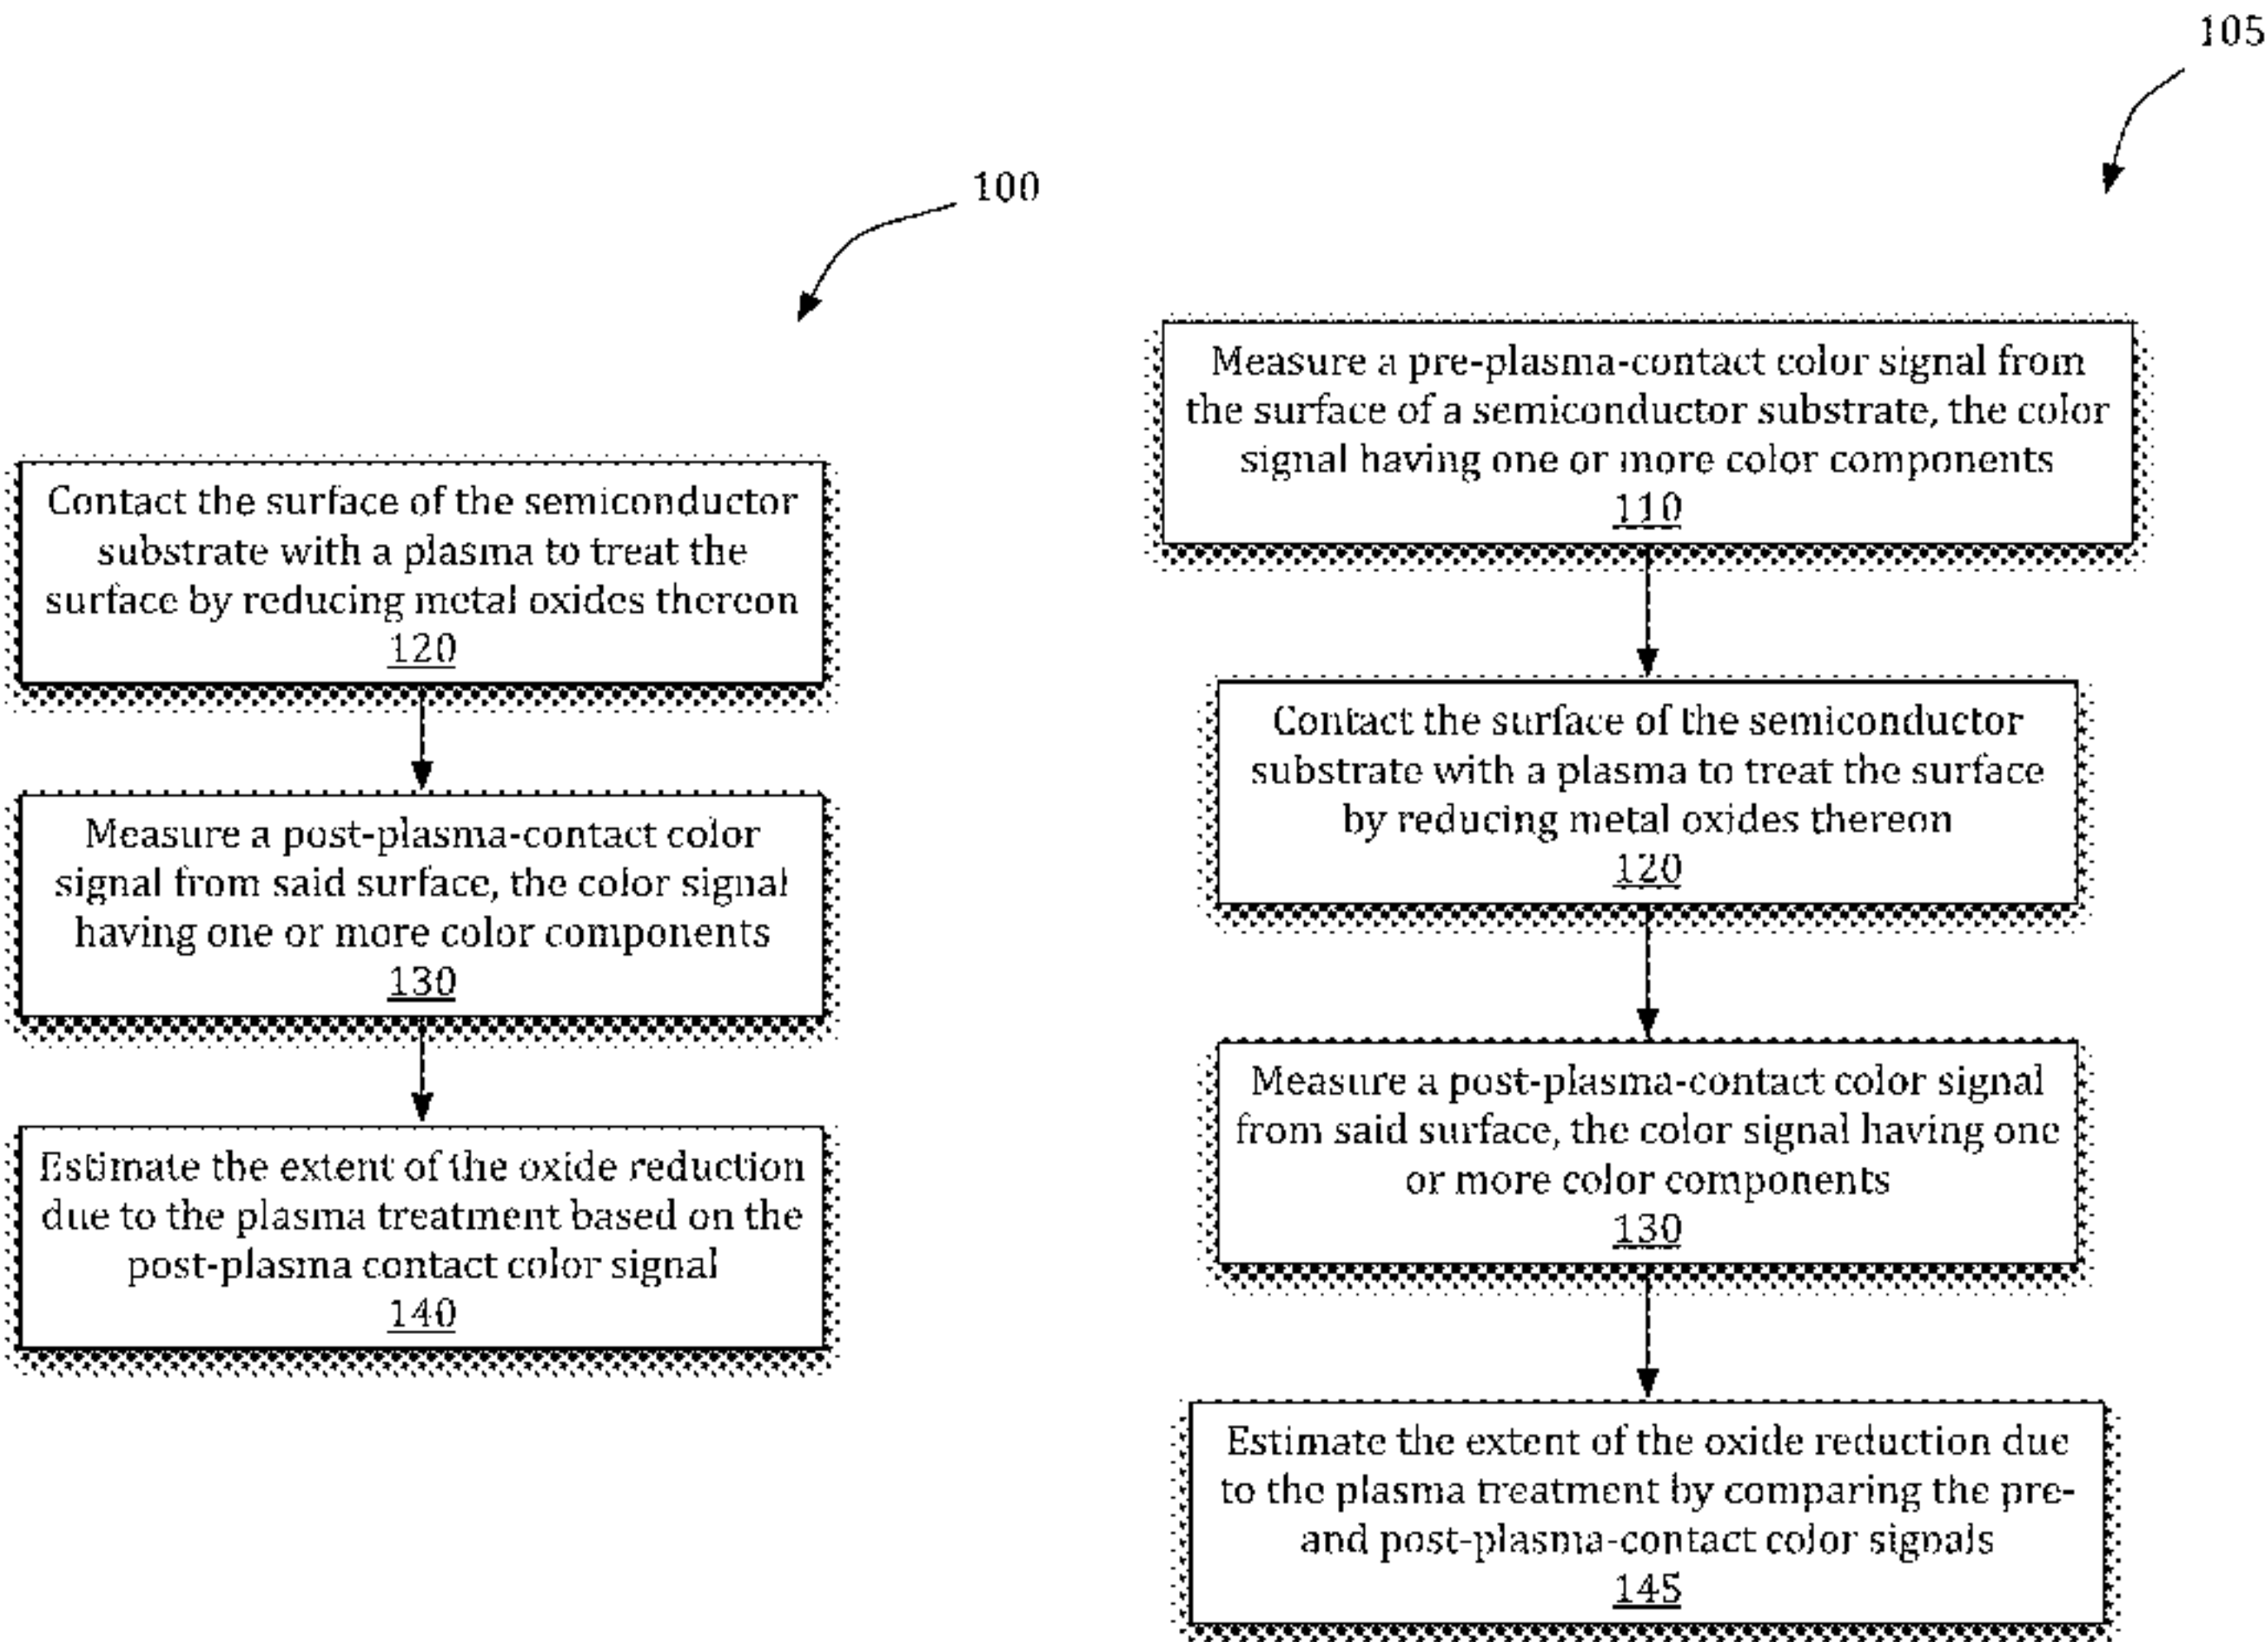 100
Contact the surface of the semiconductor
substrate with a plasma to treat the
surface by reducing metal oxides thereon
120
Measure a post-plasma-contact color
signal from said surface, the color signal
having one or more color components
130
Estimate the extent of the oxide reduction
due to the plasma treatment based on the
post-plasma contact color signal
140
105
Measure a pre-plasma-contact color signal from
the surface of a semiconductor substrate, the color
signal having one or more color components
110
Contact the surface of the semiconductor
substrate with a plasma to treat the surface
by reducing metal oxides thereon
120
Measure a post-plasma-contact color signal
from said surface, the color signal having one
or more color components
130
Estimate the extent of the oxide reduction due
to the plasma treatment by comparing the pre-
and post-plasma-contact color signals
145